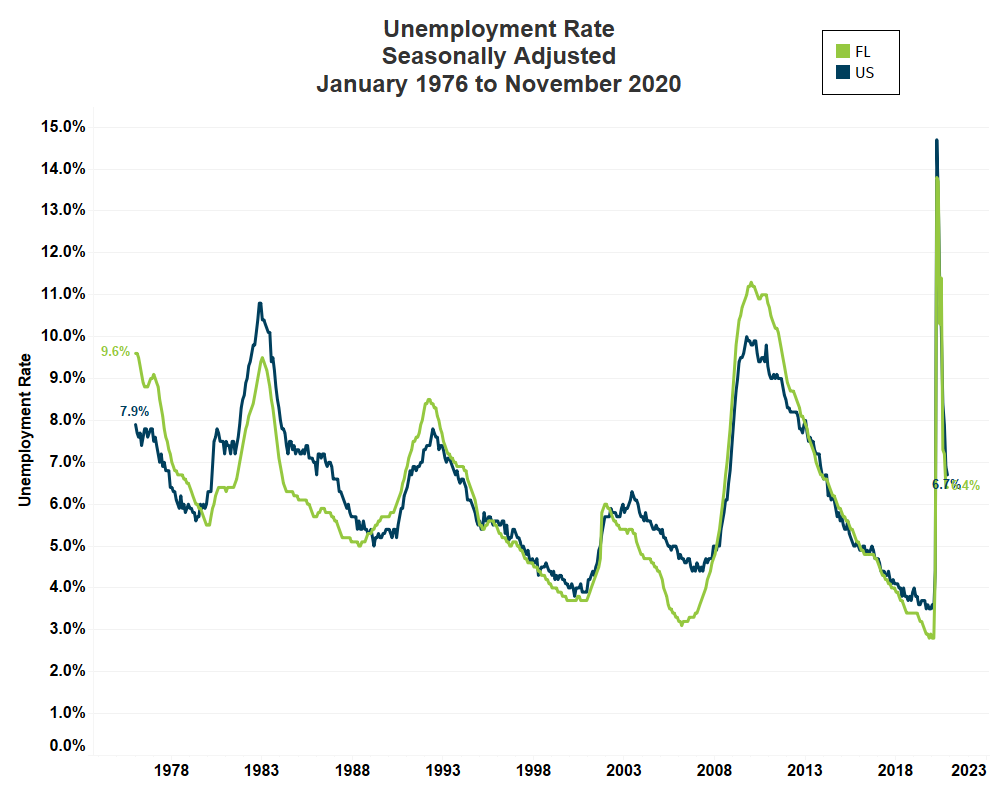 Unemployment Rate
Seasonally Adjusted
January 1976 to November 2020
FL
US
15.0%
14.0%
13.0%
12.0%
11.0%
10.0%
9.6%
9.0%
8.0%
7.9%
7.0%
6.7%
6.4%
6.0%
5.0%
4.0%
3.0%
2.0%
1.0%
0.0%
Unemployment Rate
1978 1983 1988 1993 1998 2003 2008 2013 2018 2023